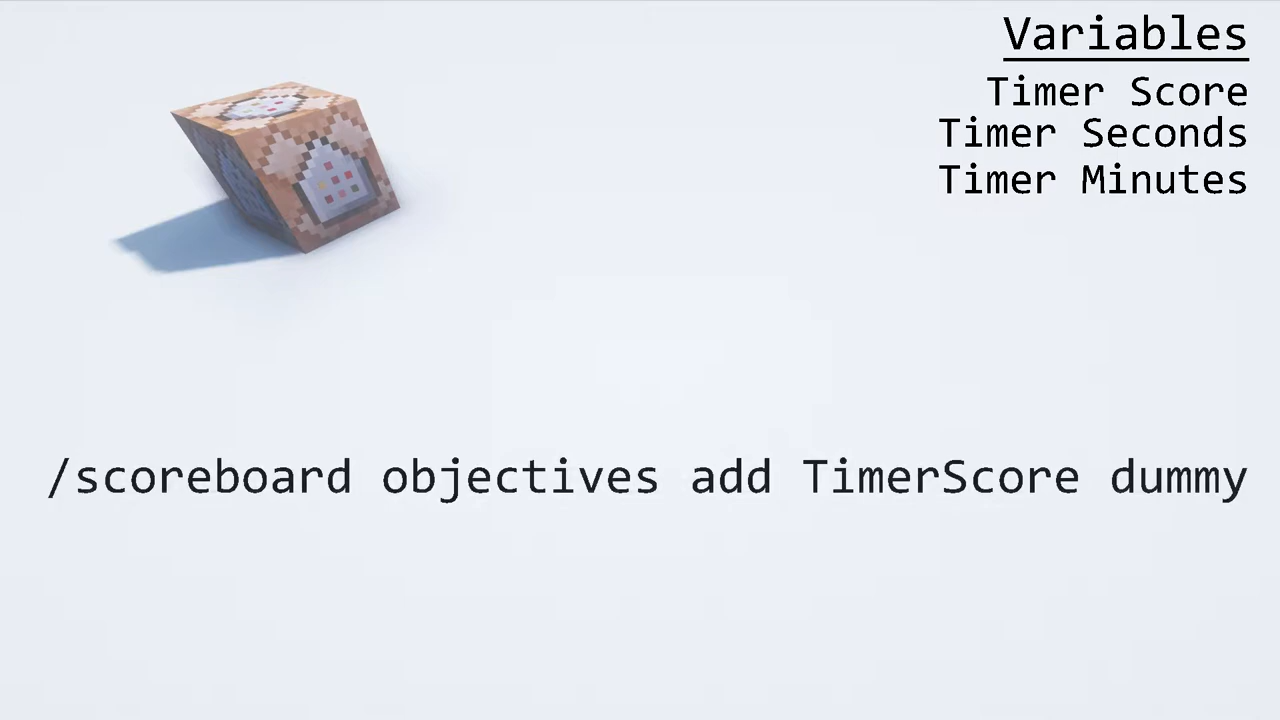 Variables
Timer Score
Timer Seconds
Timer Minutes
/scoreboard objectives add TimerScore dummy